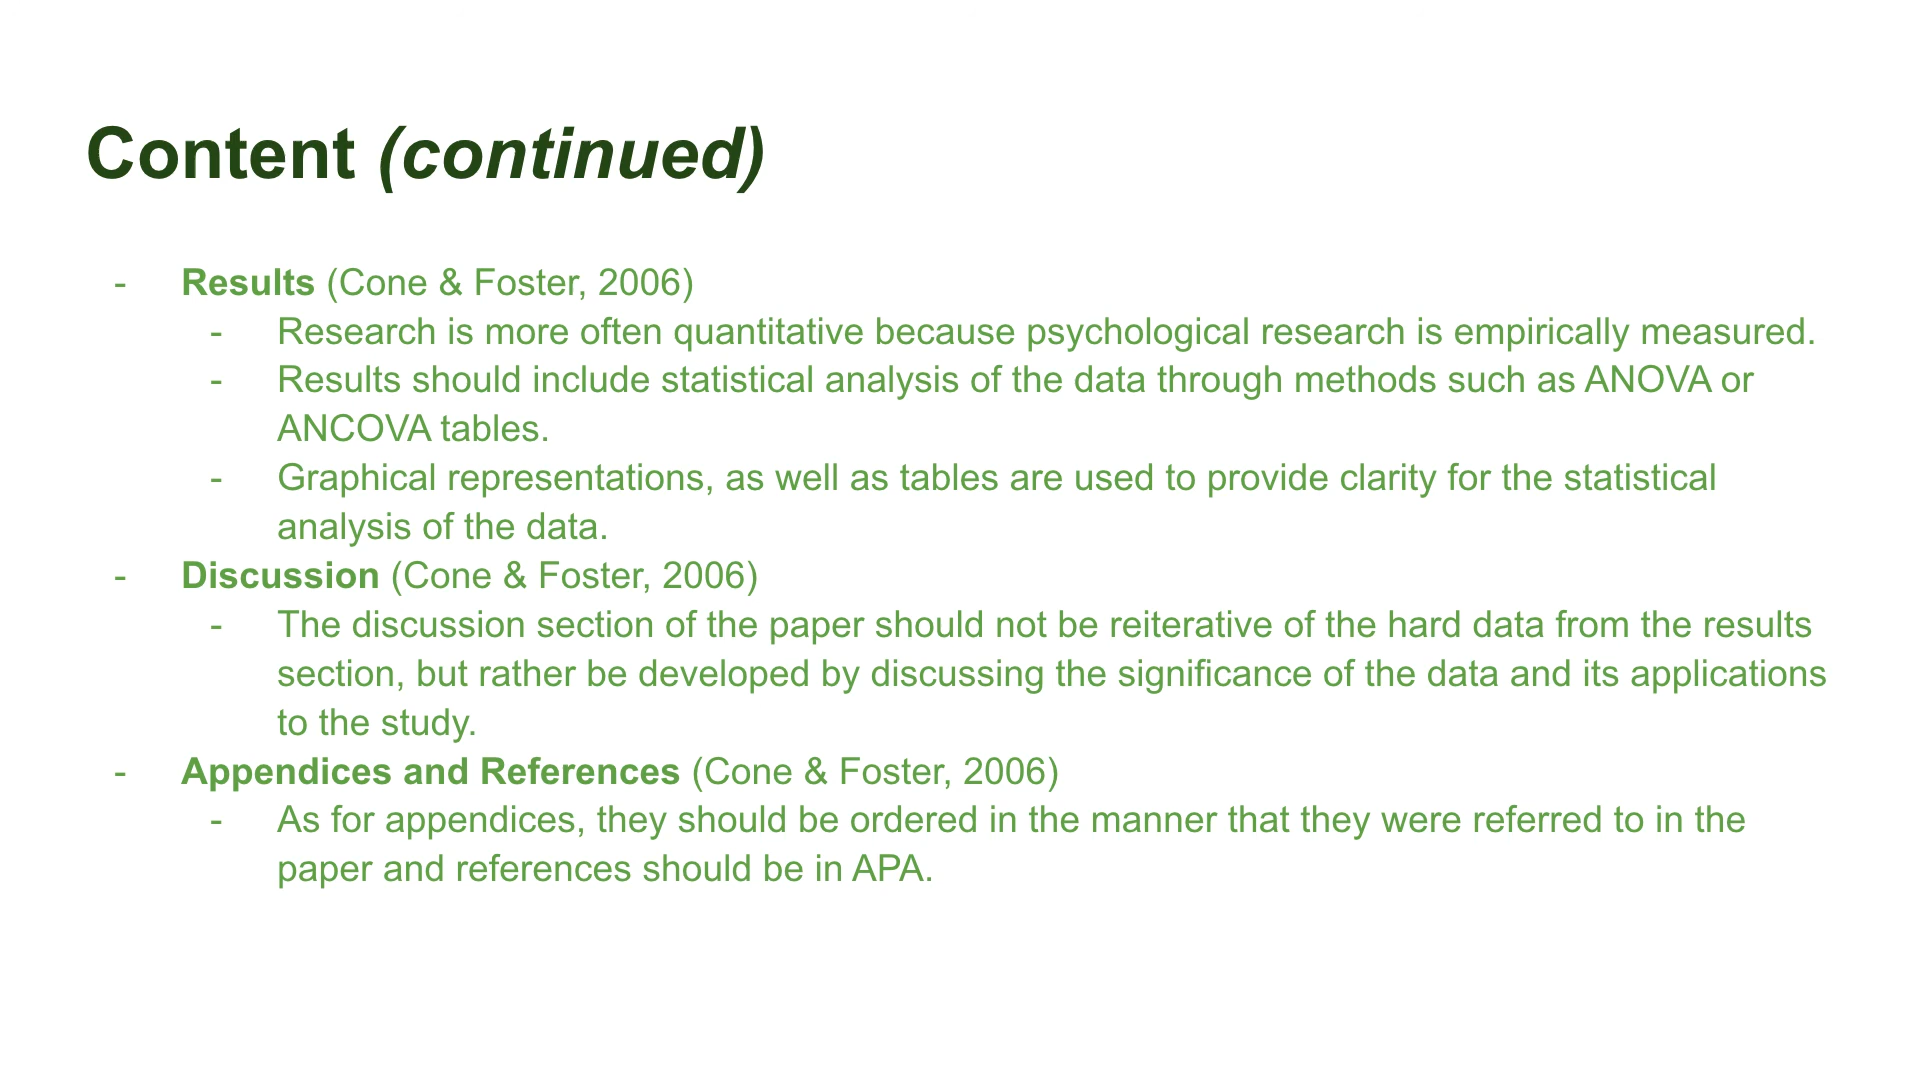 Content (continued)
- Results (Cone & Foster, 2006)
- Research is more often quantitative because psychological research is empirically measured.
- Results should include statistical analysis of the data through methods such as ANOVA or
ANCOVA tables.
- Graphical representations, as well as tables are used to provide clarity for the statistical
analysis of the data.
- Discussion (Cone & Foster, 2006)
- The discussion section of the paper should not be reiterative of the hard data from the results
section, but rather be developed by discussing the significance of the data and its applications
to the study.
- Appendices and References (Cone & Foster, 2006)
- As for appendices, they should be ordered in the manner that they were referred to in the
paper and references should be in APA.